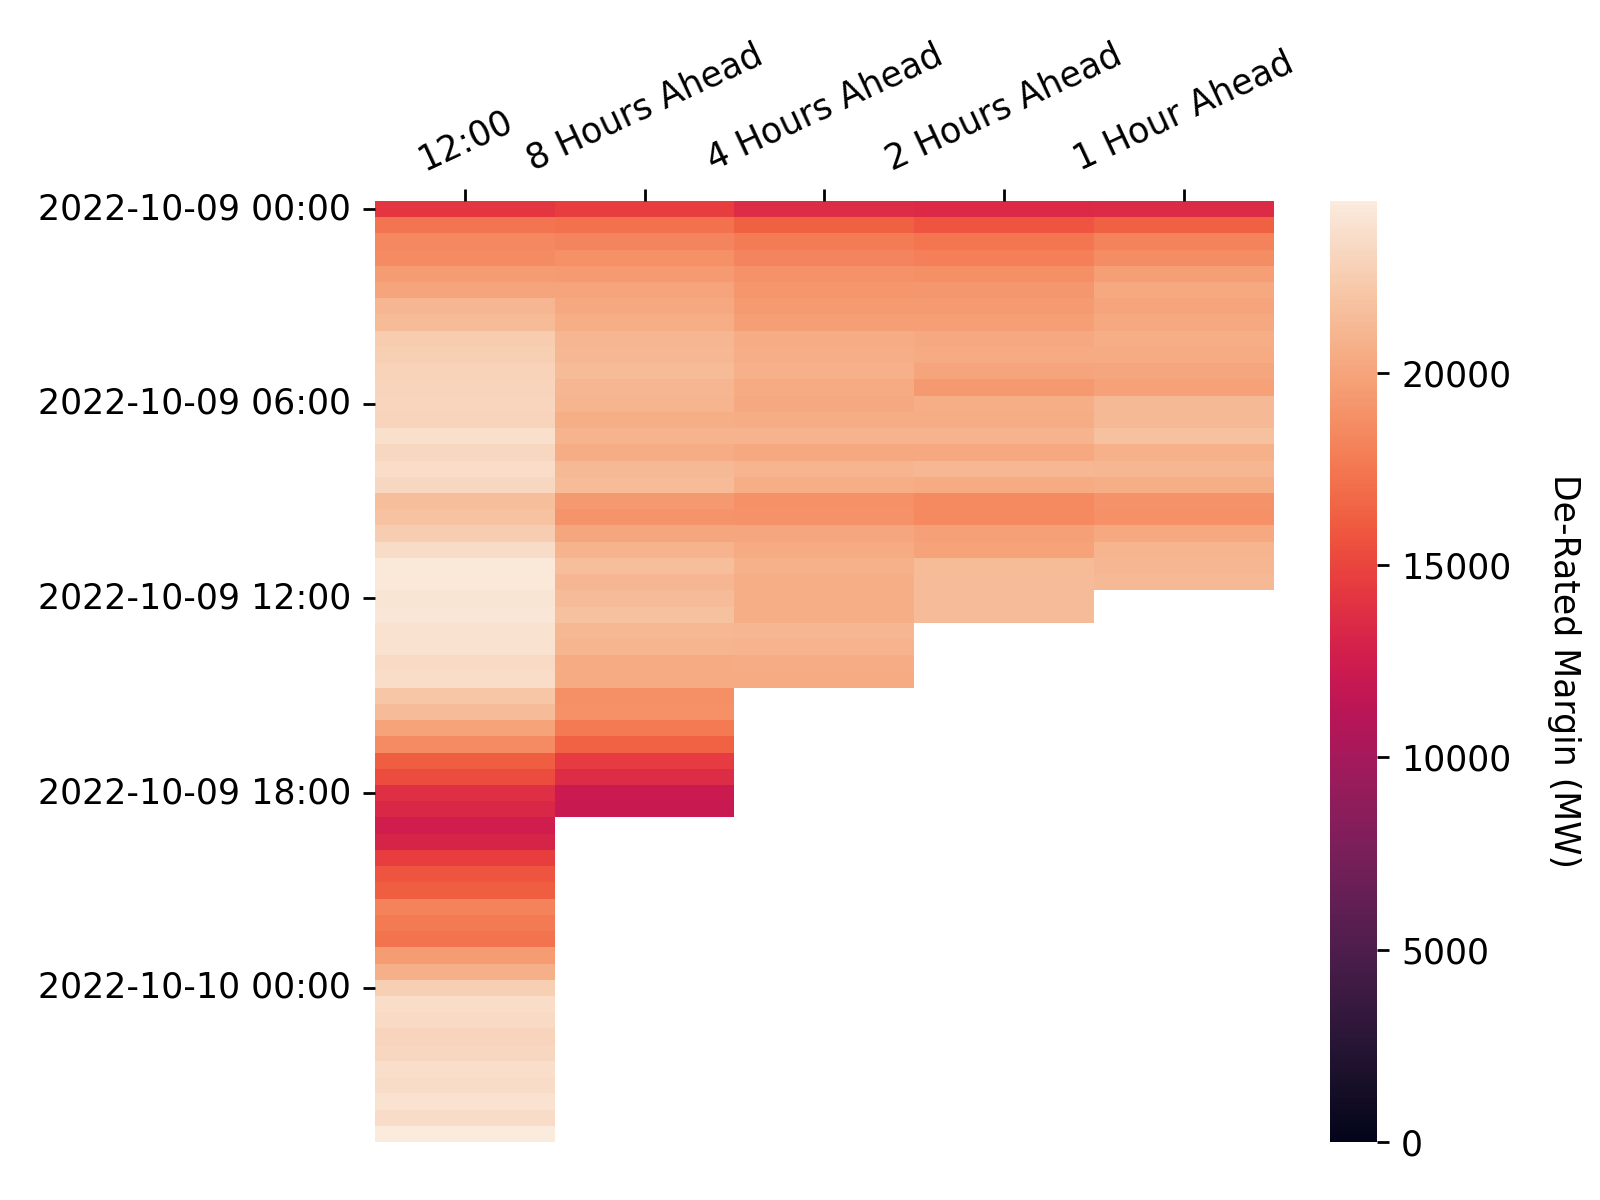 12:00
8 Hours Ahead
4 Hours Ahead
2 Hours Ahead
1 Hour Ahead
2022-10-09 00:00
2022-10-09 06:00
2022-10-09 12:00
2022-10-09 18:00
2022-10-10 00:00
20000
15000
10000
5000
0
De-Rated Margin (MW)